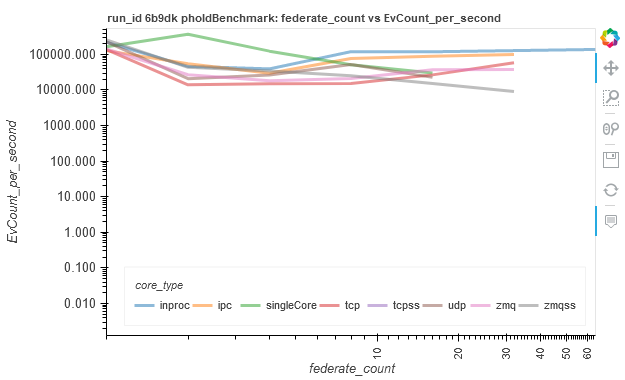 run_id 6b9dk pholdBenchmark: federate_count vs EvCount_per_second
100000.000
10000.000
1000.000
100.000
10.000
1.000
0.100
0.010
EvCount_per_second
core_type
inproc ipc singleCore tcp tcpss udp zmq zmqss
10 20 30 40 50 60
federate_count